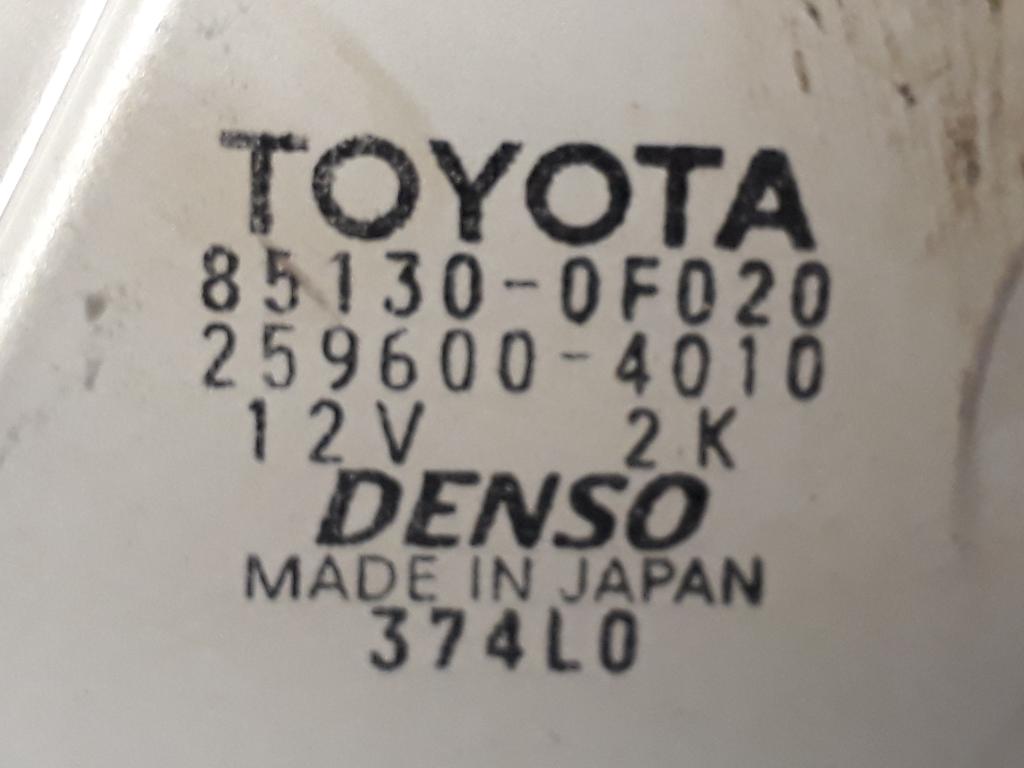 TOYOTA
85130-0F020
259600-4010
12V 2K
DENSO
MADE IN JAPAN
374L0